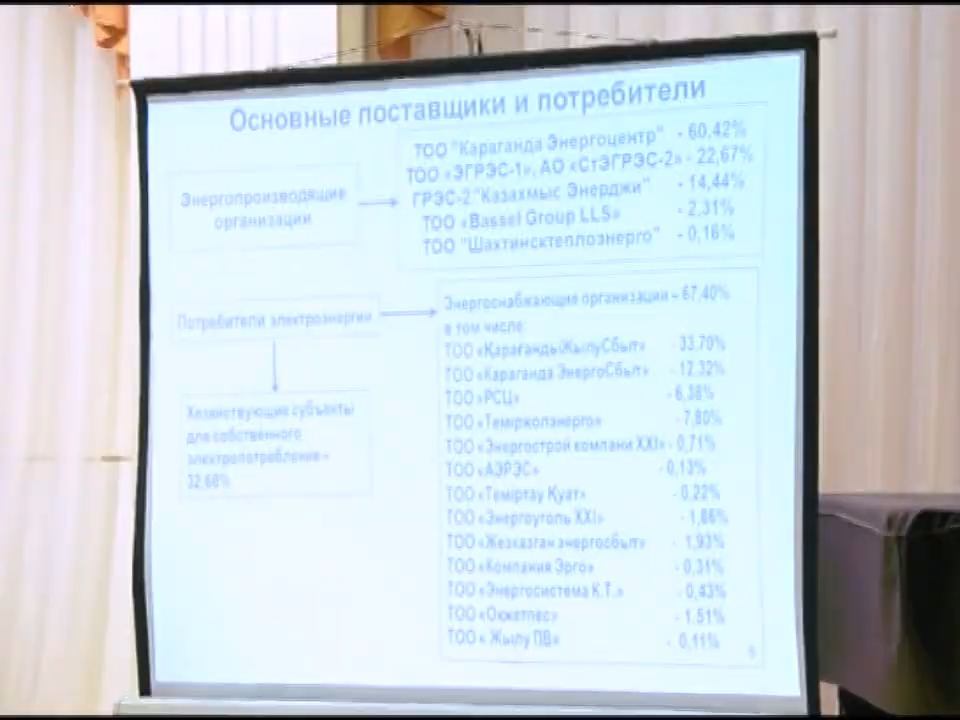 Основные поставщики и потребители
Энергопроизводящие
организации
ТОО "Караганда Энергоцентр" - 60,42%
ТОО «ЭГРЭС-1», АО «СтЭГРЭС-2» - 22,67%
ГРЭС-2 "Казахмыс Энерджи" - 14,44%
ТОО «Bassel Group LLS» - 2,31%
ТОО "Шахтинсктеплоэнерго" - 0,16%
Потребители электроэнергии
Хозяйствующие субъекты
для собственного
электропотребления –
32,60%
Энергоснабжающие организации – 67,40%
в том числе
ТОО «ҚарағандыЖылуСбыт» - 33,70%
ТОО «Караганда ЭнергоСбыт» - 12,32%
ТОО «РСЦ» - 6,38%
ТОО «Теміржолэнерго» - 7,80%
ТОО «Энергострой компани XXI» - 0,71%
ТОО «АЭРЭС» - 0,13%
ТОО «Теміртау Қуат» - 0,22%
ТОО «Энергоуголь XXI» - 1,86%
ТОО «Жезказган энергосбыт» - 1,93%
ТОО «Компания Эрго» - 0,31%
ТОО «Энергосистема К.Т.» - 0,43%
ТОО «Оркетпес» - 1,51%
ТОО « Жылу ПВ» - 0,11%